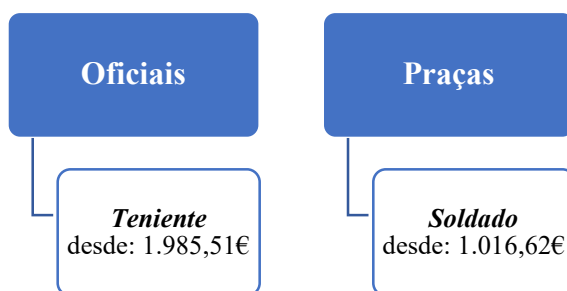 Oficiais
Teniente
desde: 1.985,51€
Praças
Soldado
desde: 1.016,62€